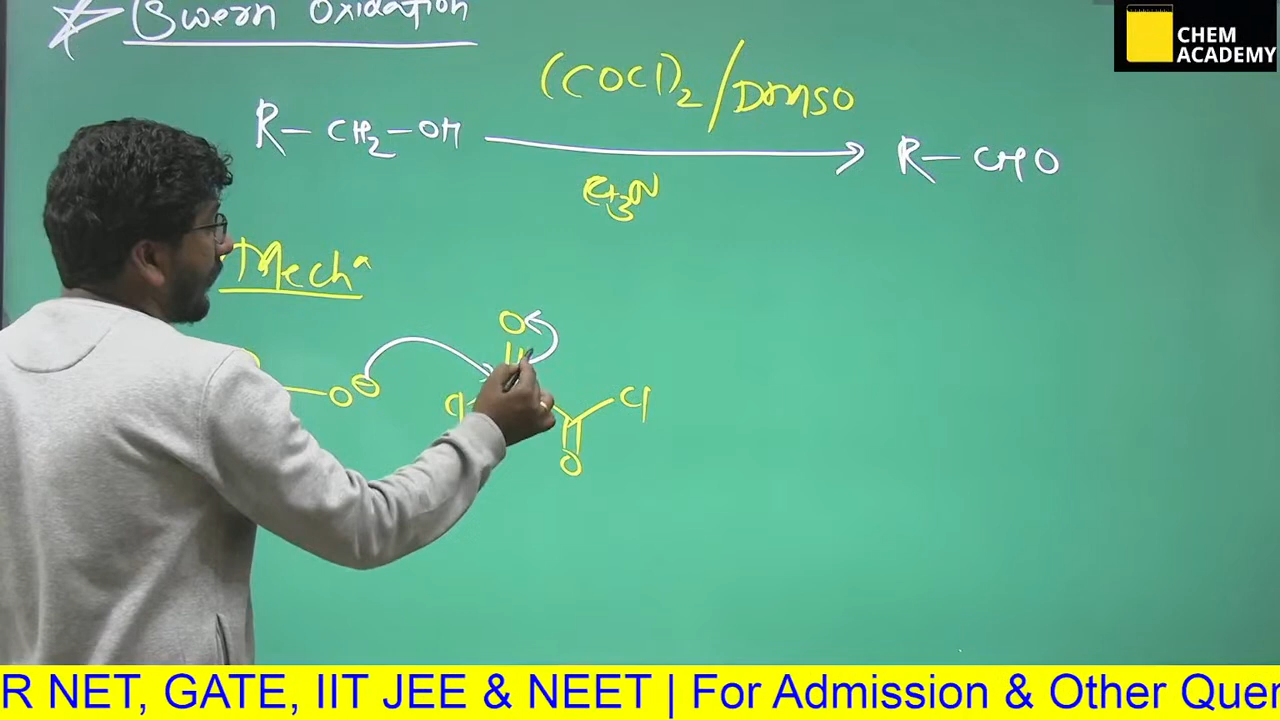 Swern Oxidation
CHEM
ACADEMY
(COCl)2/DMSO
R-CH2-OH
R-CHO
Et3N
Mechn
O
O ⊖
Cl
Cl
O
R NET, GATE, IIT JEE & NEET | For Admission & Other Quer